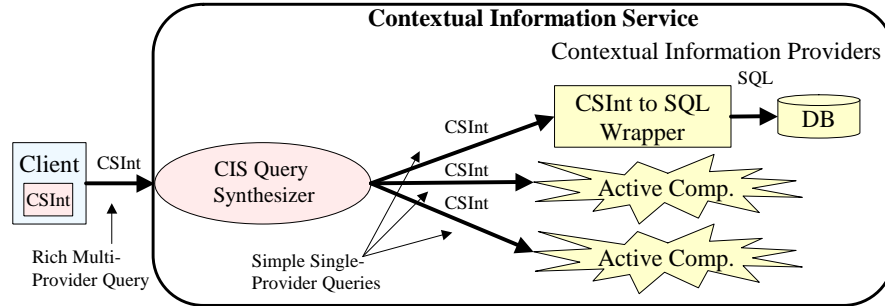 Contextual Information Service
Contextual Information Providers
SQL
CSInt to SQL
Wrapper
DB
CSInt
Client
CSInt
CSInt
CIS Query
Synthesizer
CSInt
Active Comp.
CSInt
Active Comp.
Rich Multi-
Provider Query
Simple Single-
Provider Queries